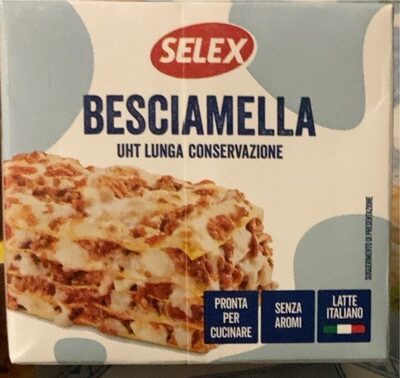 SELEX
BESCIAMELLA
UHT LUNGA CONSERVAZIONE
SUGGERIMENTO DI PRESENTAZIONE
PRONTA
PER
CUCINARE
SENZA
AROMI
LATTE
ITALIANO